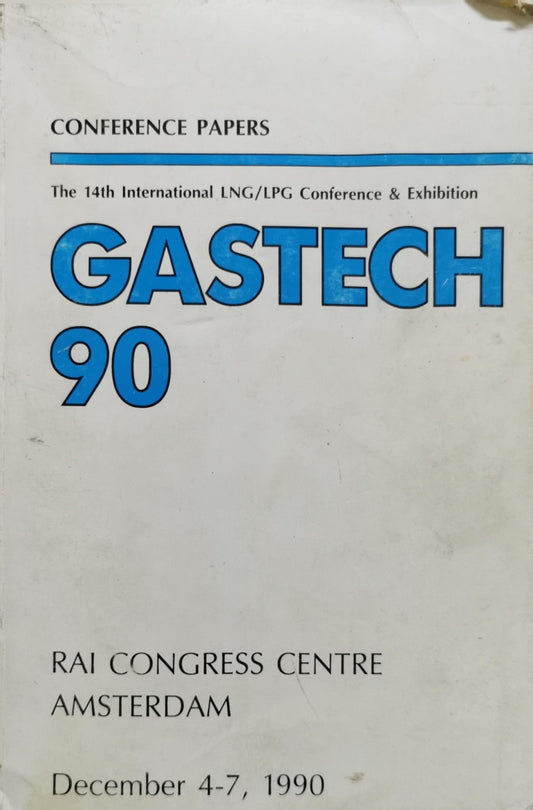 CONFERENCE PAPERS
The 14th International LNG/LPG Conference & Exhibition
GASTECH
90
RAI CONGRESS CENTRE
AMSTERDAM
December 4-7, 1990